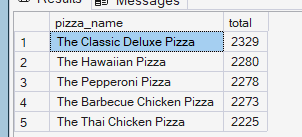 Messages
pizza_name total
1 The Classic Deluxe Pizza 2329
2 The Hawaiian Pizza 2280
3 The Pepperoni Pizza 2278
4 The Barbecue Chicken Pizza 2273
5 The Thai Chicken Pizza 2225